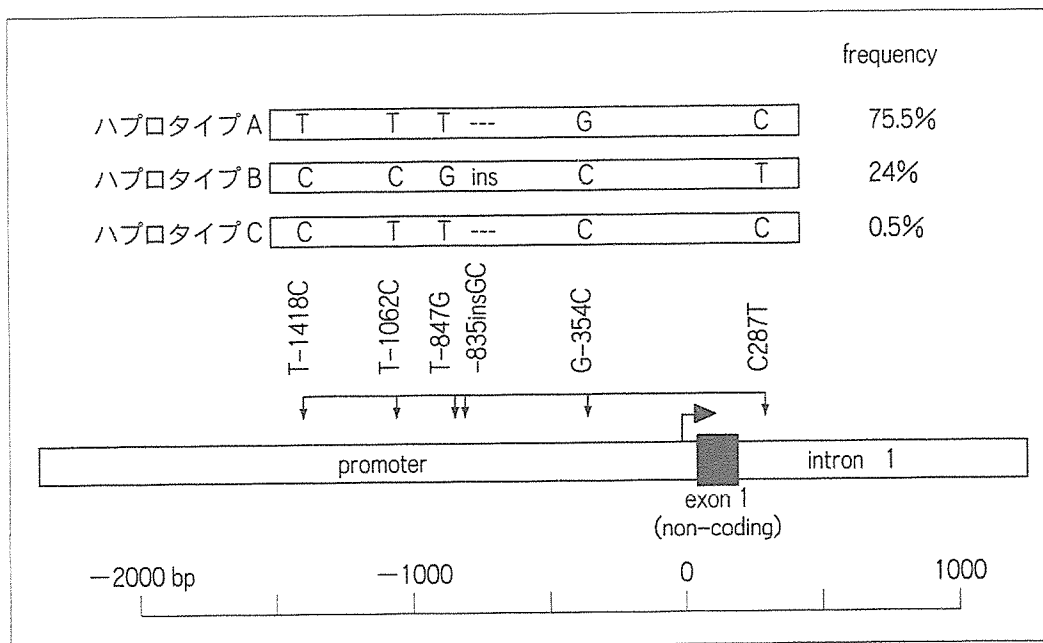 frequency
ハプロタイプA T T T --- G C 75.5%
ハプロタイプB C C G ins C T 24%
ハプロタイプC C T T --- C C 0.5%
T-1418C
T-1062C
T-847G
-835insGC
G-354C
C287T
promoter
intron 1
exon 1
(non-coding)
−2000 bp −1000 0 1000